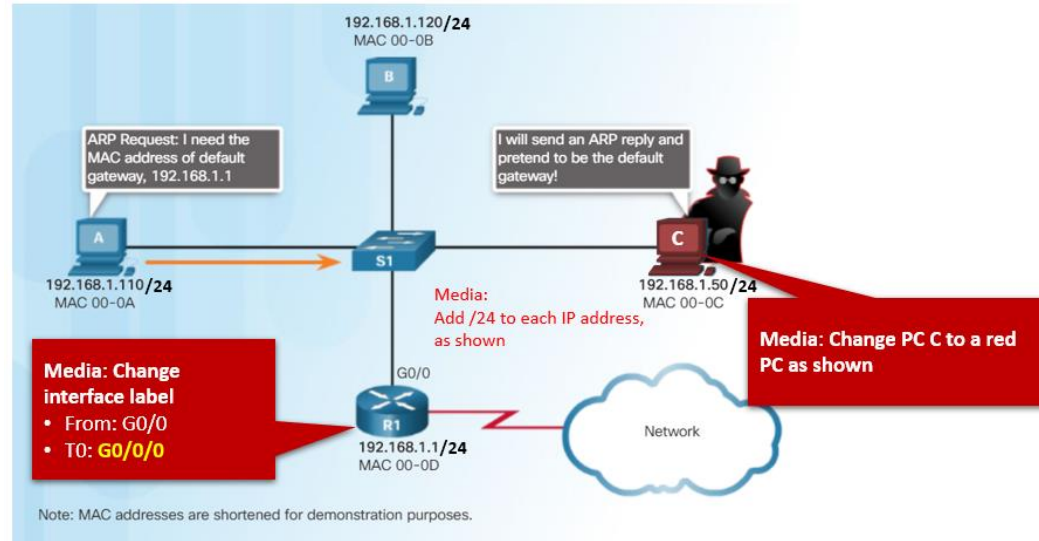 192.168.1.120/24
MAC 00-0B
B
ARP Request: I need the
MAC address of default
gateway, 192.168.1.1
I will send an ARP reply and
pretend to be the default
gateway!
A
S1
C
192.168.1.110/24
MAC 00-0A
192.168.1.50/24
MAC 00-0C
Media:
Add /24 to each IP address,
as shown
Media: Change PC C to a red
PC as shown
Media: Change
interface label
• From: G0/0
• T0: G0/0/0
G0/0
R1
192.168.1.1/24
MAC 00-0D
Network
Note: MAC addresses are shortened for demonstration purposes.